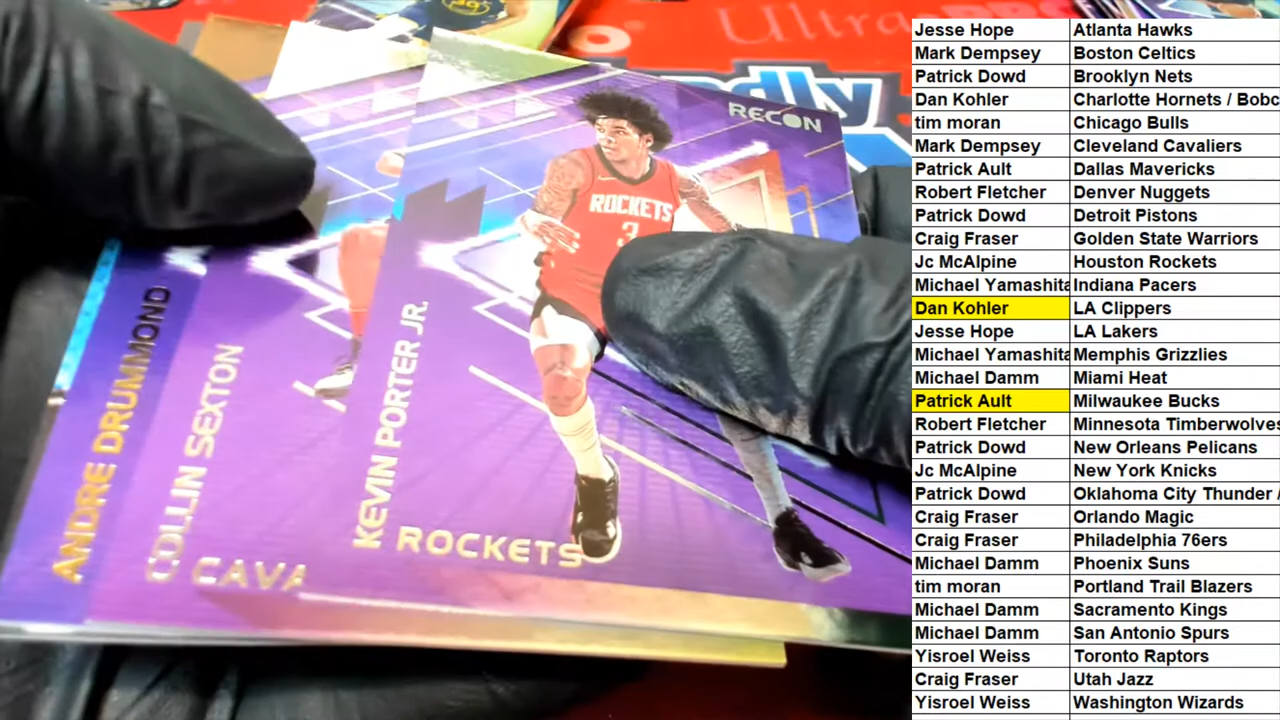 Ultra
dly
RECON
ROCKETS
3
ANDRE DRUMMOND
COLLIN SEXTON
CAVA
KEVIN PORTER JR.
ROCKETS
Jesse Hope Atlanta Hawks
Mark Dempsey Boston Celtics
Patrick Dowd Brooklyn Nets
Dan Kohler Charlotte Hornets / Bobc
tim moran Chicago Bulls
Mark Dempsey Cleveland Cavaliers
Patrick Ault Dallas Mavericks
Robert Fletcher Denver Nuggets
Patrick Dowd Detroit Pistons
Craig Fraser Golden State Warriors
Jc McAlpine Houston Rockets
Michael Yamashita Indiana Pacers
Dan Kohler LA Clippers
Jesse Hope LA Lakers
Michael Yamashita Memphis Grizzlies
Michael Damm Miami Heat
Patrick Ault Milwaukee Bucks
Robert Fletcher Minnesota Timberwolves
Patrick Dowd New Orleans Pelicans
Jc McAlpine New York Knicks
Patrick Dowd Oklahoma City Thunder /
Craig Fraser Orlando Magic
Craig Fraser Philadelphia 76ers
Michael Damm Phoenix Suns
tim moran Portland Trail Blazers
Michael Damm Sacramento Kings
Michael Damm San Antonio Spurs
Yisroel Weiss Toronto Raptors
Craig Fraser Utah Jazz
Yisroel Weiss Washington Wizards